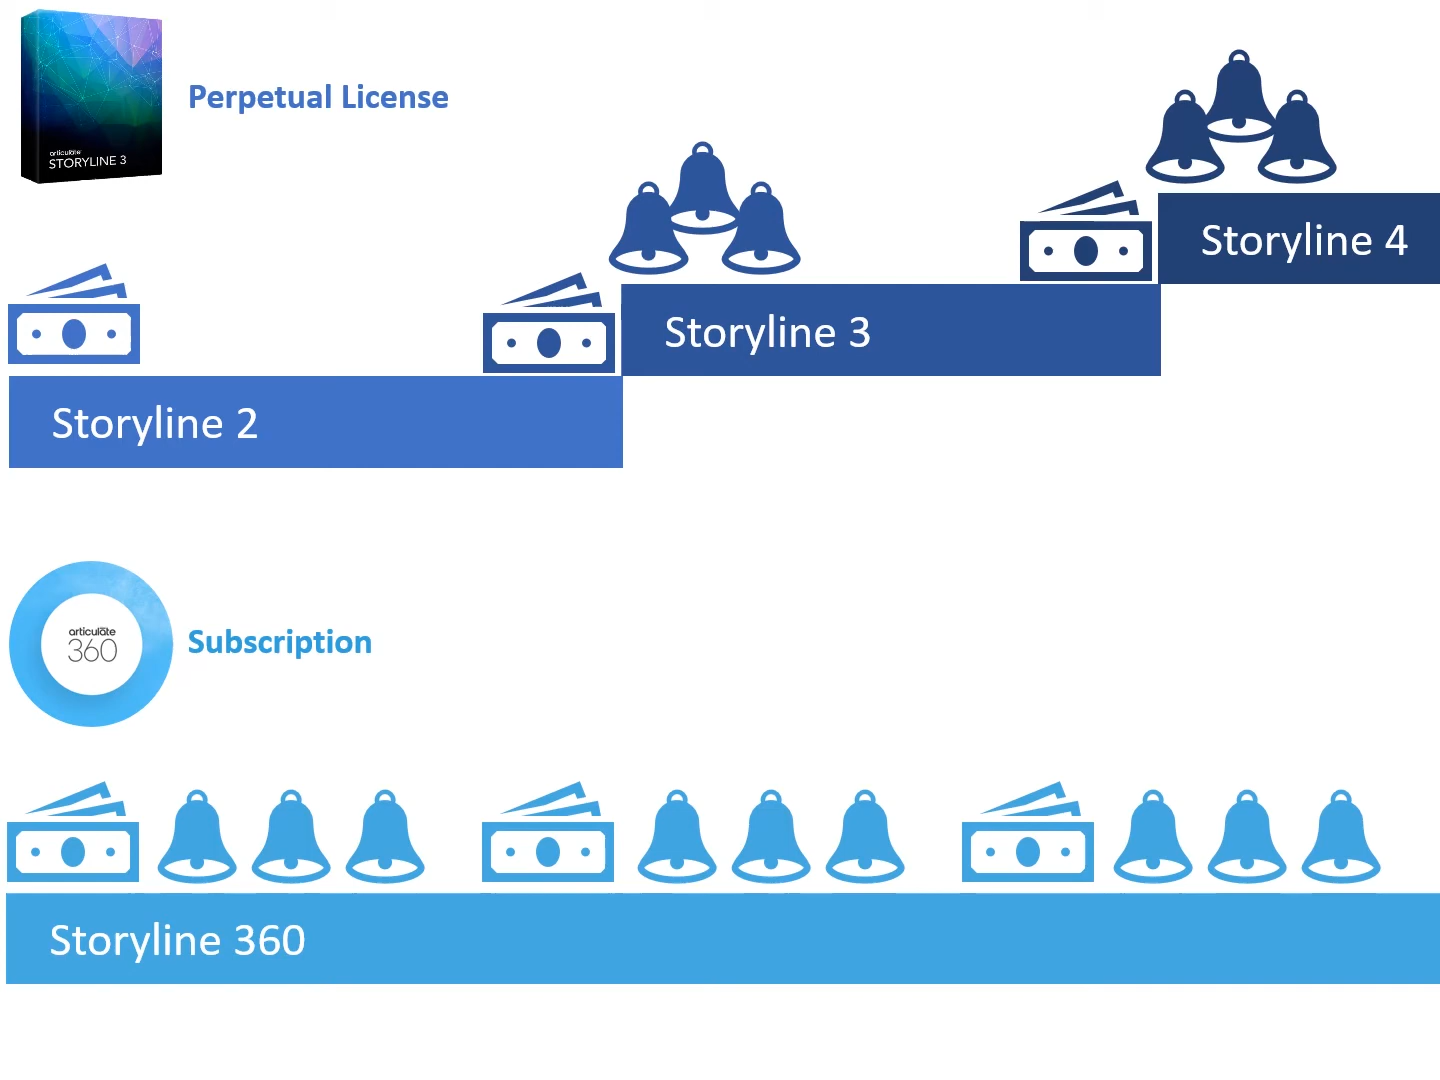 articulate
STORYLINE 3
Perpetual License
Storyline 4
Storyline 3
Storyline 2
articulate
360
Subscription
Storyline 360